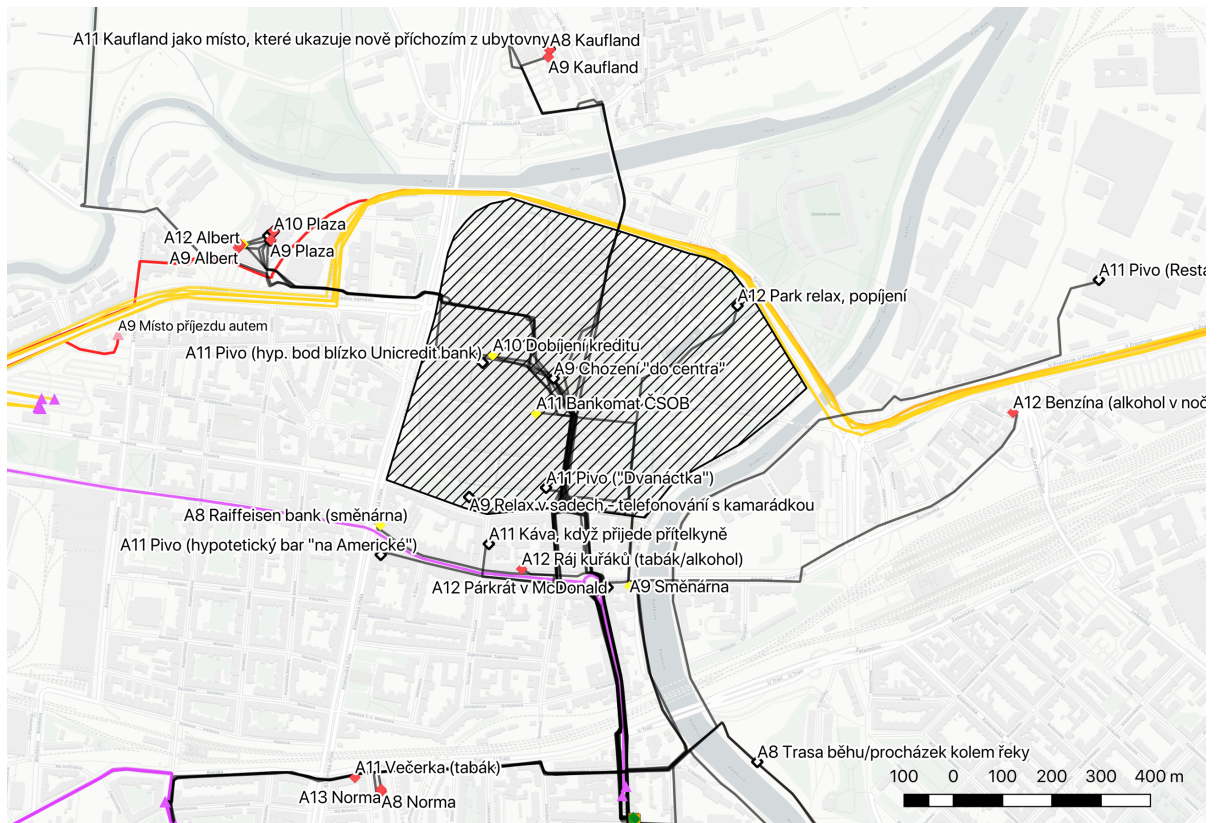 A11 Kaufland jako místo, které ukazuje nově příchozím z ubytovny
A8 Kaufland
A9 Kaufland
A10 Plaza
A12 Albert
A9 Plaza
A9 Albert
A11 Pivo (Resta
A12 Park relax, popíjení
A9 Místo příjezdu autem
A10 Dobíjení kreditu
A11 Pivo (hyp. bod blízko Unicredit bank)
A9 Chození "do centra"
A11 Bankomat ČSOB
A12 Benzína (alkohol v noč
A11 Pivo ("Dvanáctka")
A9 Relax v sadech - telefonování s kamarádkou
A8 Raiffeisen bank (směnárna)
A11 Káva, když přijede přítelkyně
A11 Pivo (hypotetický bar "na Americké")
A12 Ráj kuřáků (tabák/alkohol)
A12 Párkrát v McDonald
A9 Směnárna
A8 Trasa běhu/procházek kolem řeky
A11 Večerka (tabák)
A13 Norma
A8 Norma
100 0 100 200 300 400 m